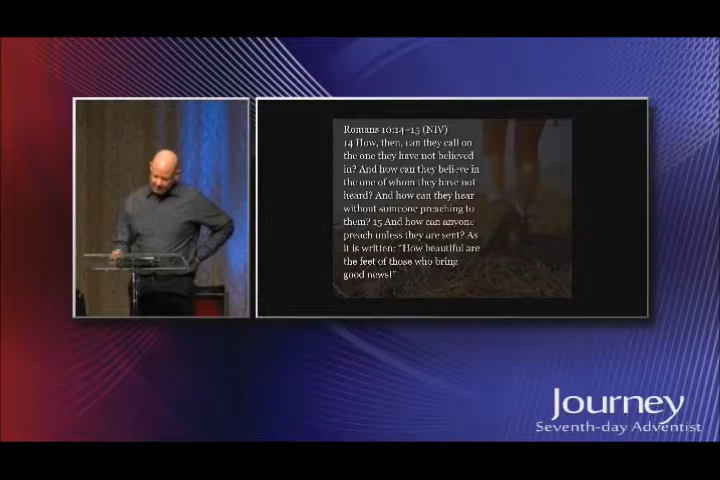 Romans 10:14–15 (NIV)
14 How, then, can they call on
the one they have not believed
in? And how can they believe in
the one of whom they have not
heard? And how can they hear
without someone preaching to
them? 15 And how can anyone
preach unless they are sent? As
it is written: “How beautiful are
the feet of those who bring
good news!”
Journey
Seventh-day Adventist